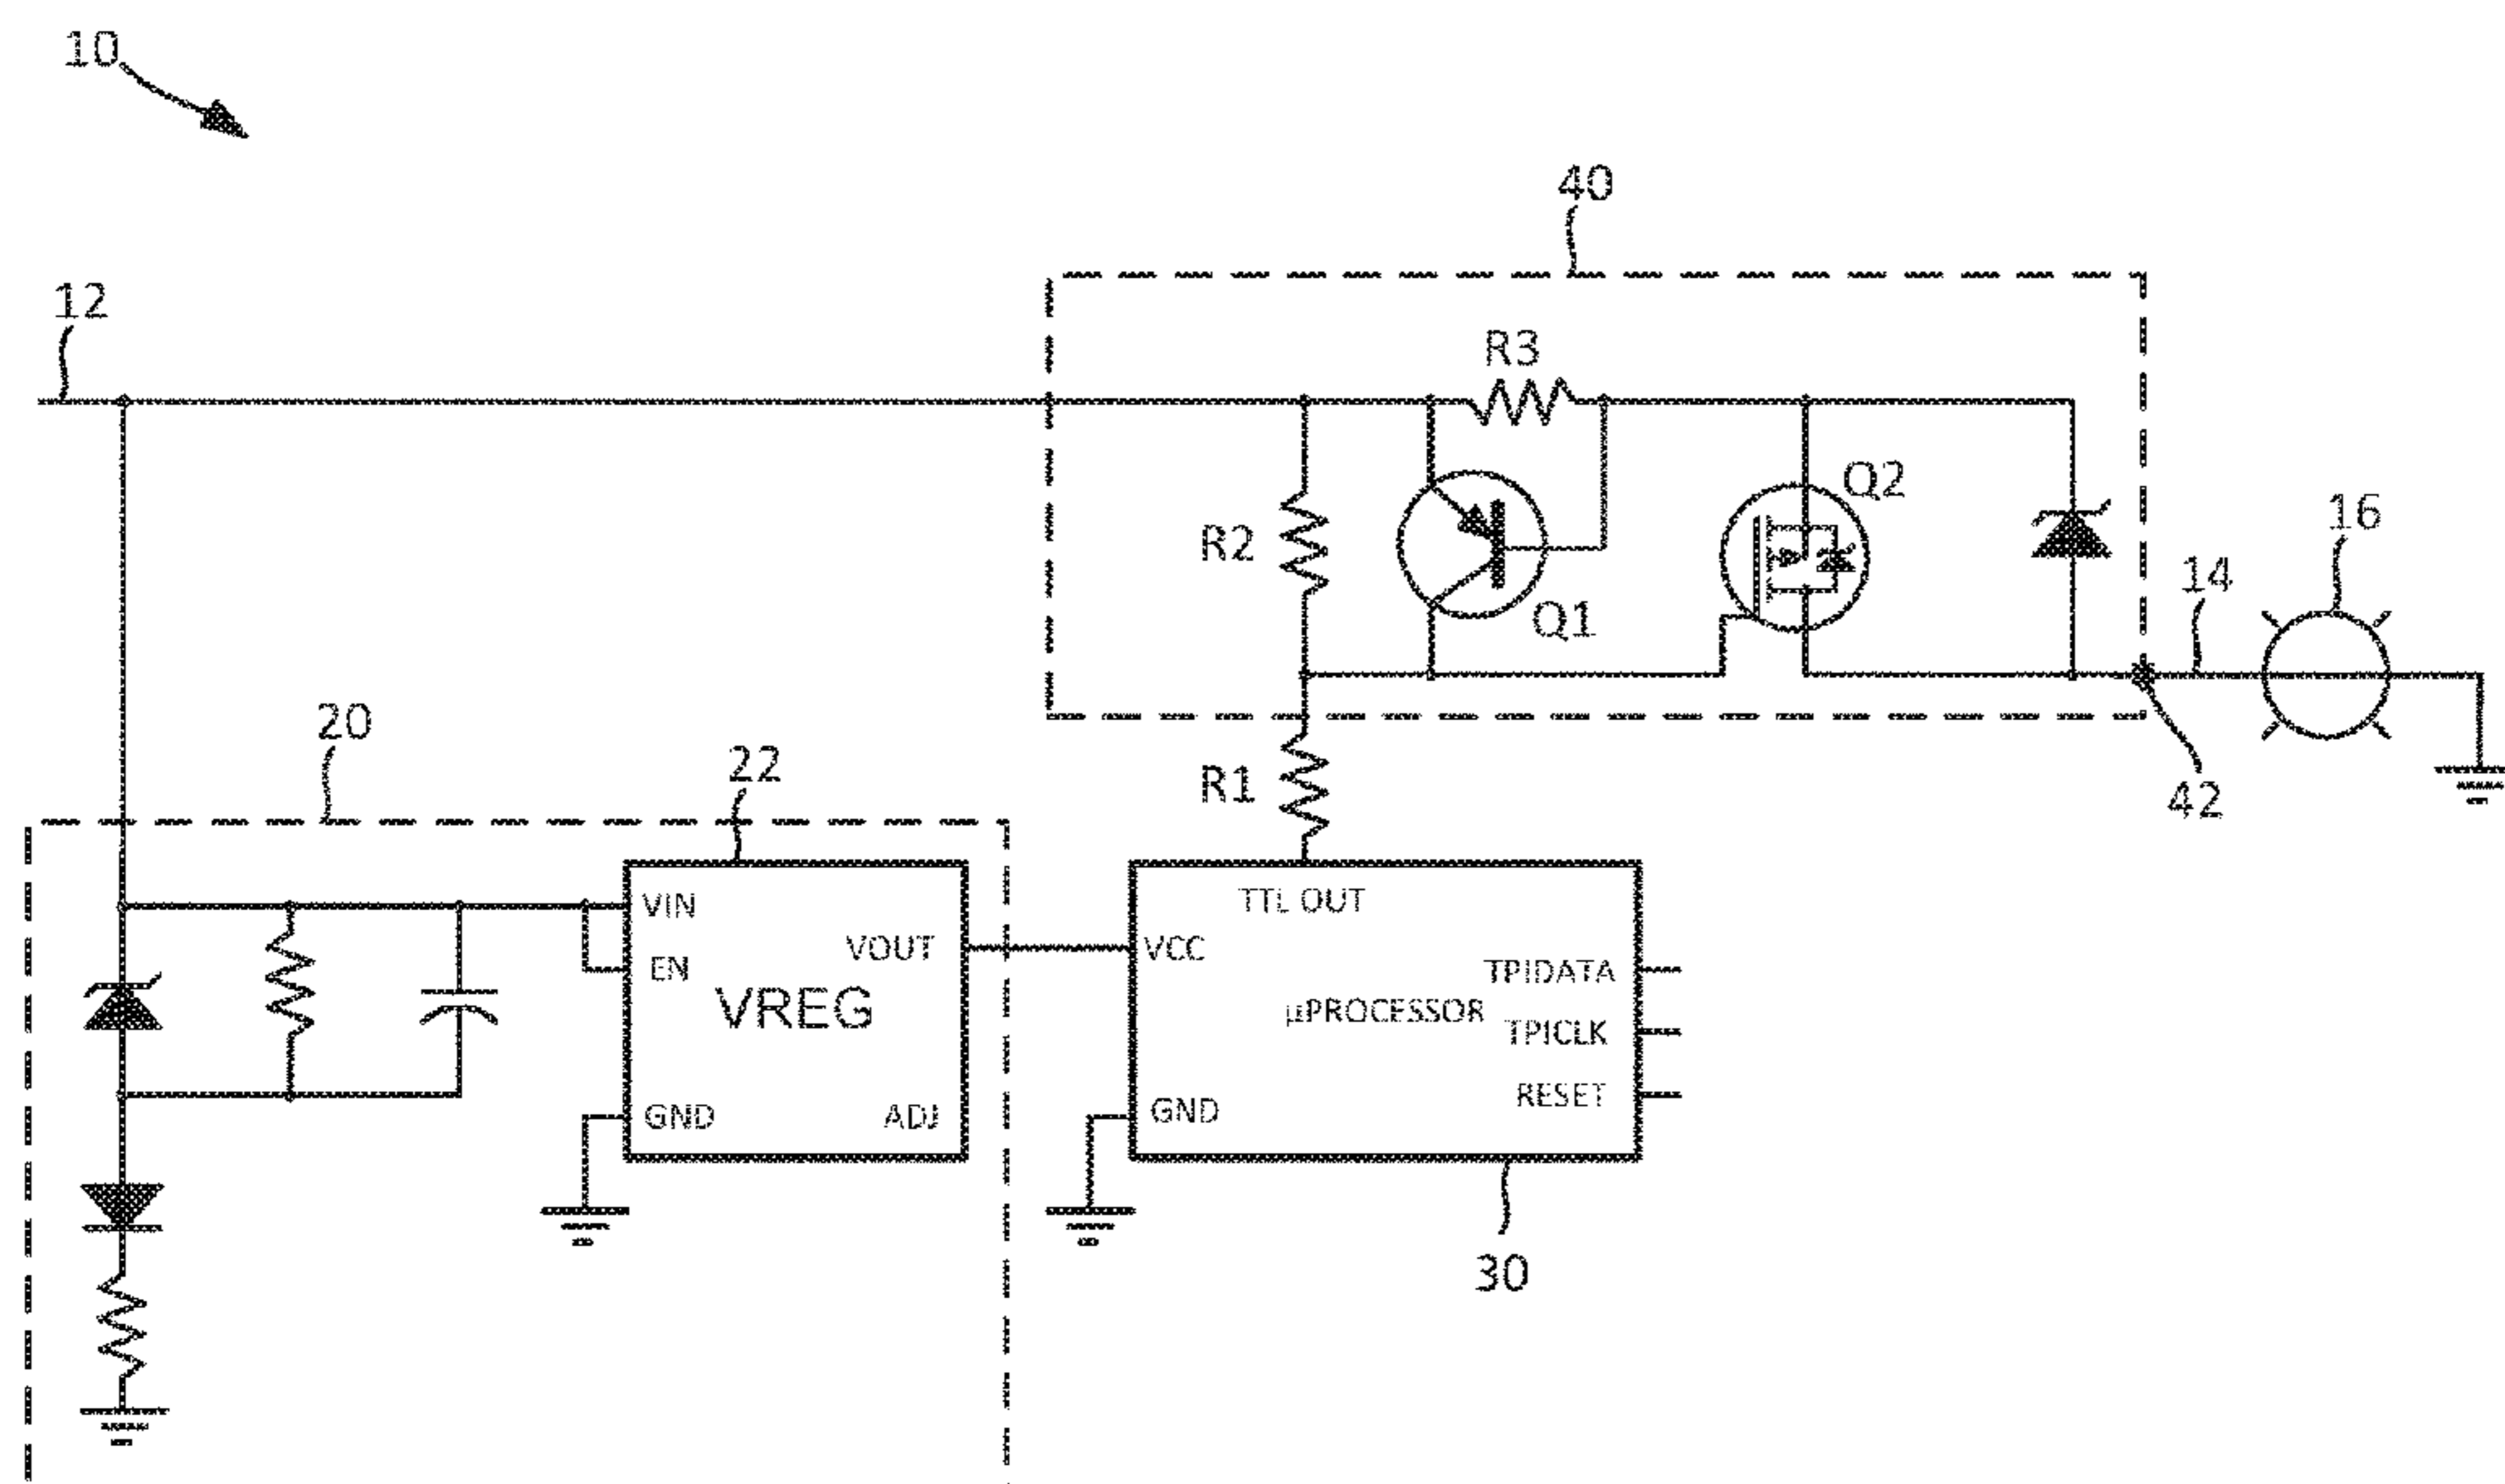 10
40
12
R3
Q2
16
R2
14
Q1
20
22
R1
42
VIN
TTL OUT
VOUT
VCC
EN
TPIDATA
VREG
µPROCESSOR
TPICLK
RESET
GND
ADJ
GND
30